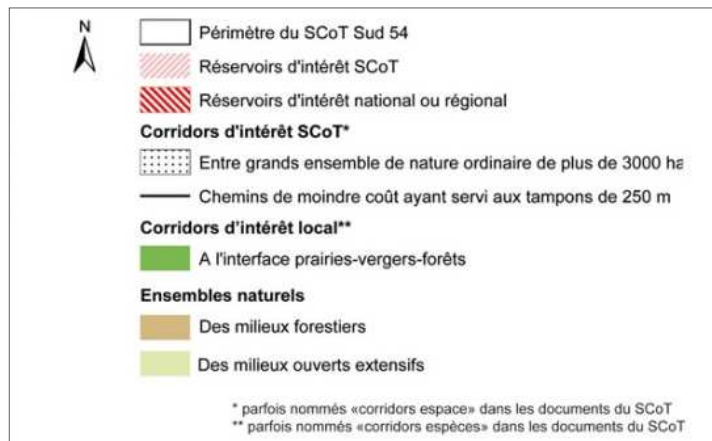 N
Périmètre du SCoT Sud 54
Réservoirs d'intérêt SCoT
Réservoirs d'intérêt national ou régional
Corridors d'intérêt SCoT*
Entre grands ensemble de nature ordinaire de plus de 3000 ha
Chemins de moindre coût ayant servi aux tampons de 250 m
Corridors d'intérêt local**
A l'interface prairies-vergers-forêts
Ensembles naturels
Des milieux forestiers
Des milieux ouverts extensifs
* parfois nommés «corridors espace» dans les documents du SCoT
** parfois nommés «corridors espèces» dans les documents du SCoT